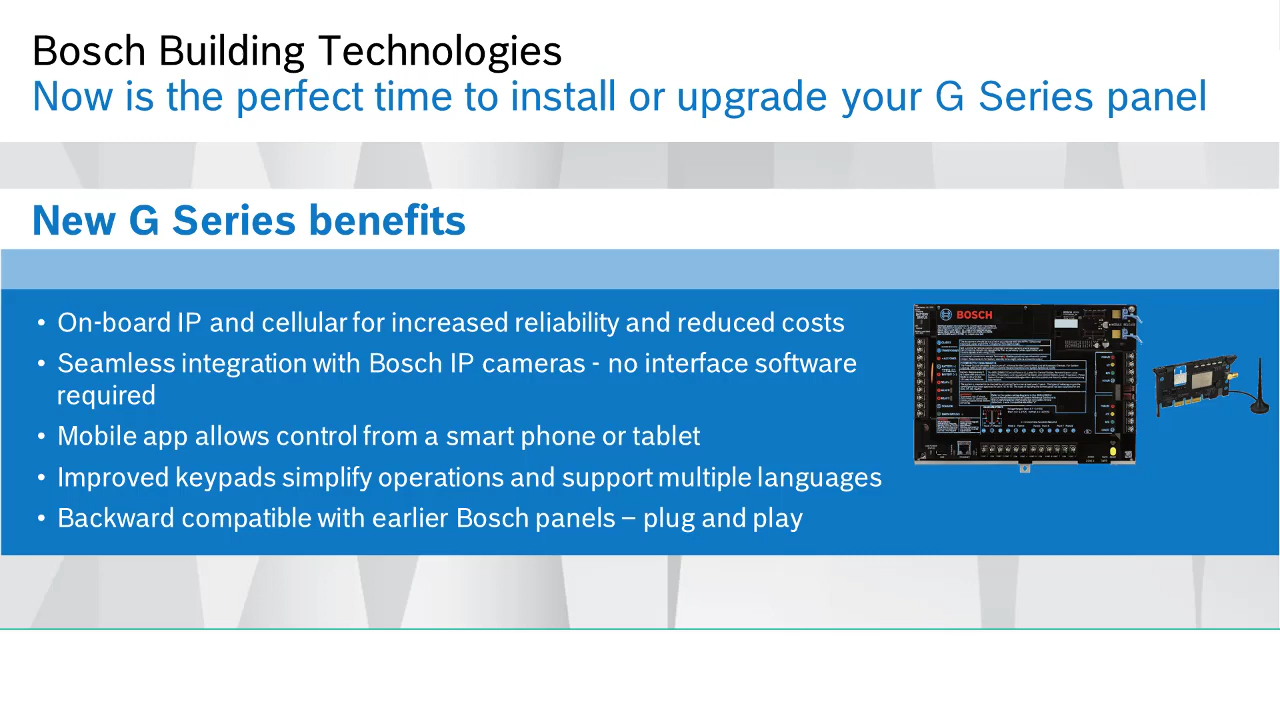 Bosch Building Technologies
Now is the perfect time to install or upgrade your G Series panel
New G Series benefits
• On-board IP and cellular for increased reliability and reduced costs
• Seamless integration with Bosch IP cameras - no interface software
required
• Mobile app allows control from a smart phone or tablet
• Improved keypads simplify operations and support multiple languages
• Backward compatible with earlier Bosch panels – plug and play
BOSCH